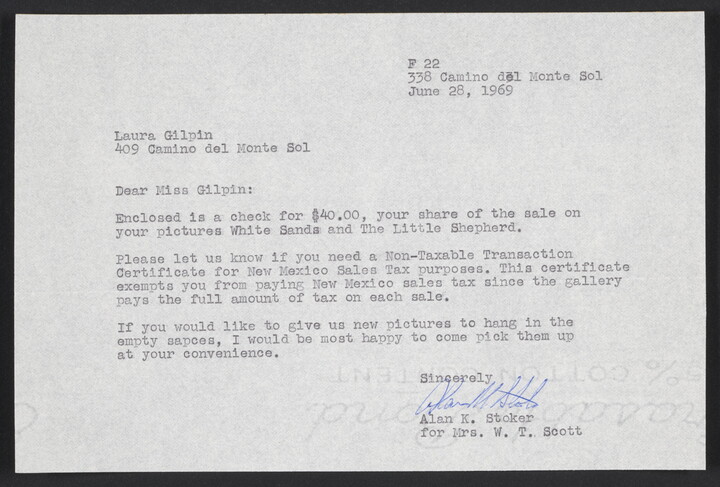 F 22
338 Camino del Monte Sol
June 28, 1969
Laura Gilpin
409 Camino del Monte Sol
Dear Miss Gilpin:
Enclosed is a check for $40.00, your share of the sale on
your pictures White Sands and The Little Shepherd.
Please let us know if you need a Non-Taxable Transaction
Certificate for New Mexico Sales Tax purposes. This certificate
exempts you from paying New Mexico sales tax since the gallery
pays the full amount of tax on each sale.
If you would like to give us new pictures to hang in the
empty sapces, I would be most happy to come pick them up
at your convenience.
Sincerely
Alan K. Stoker
for Mrs. W. T. Scott
5% COTTON